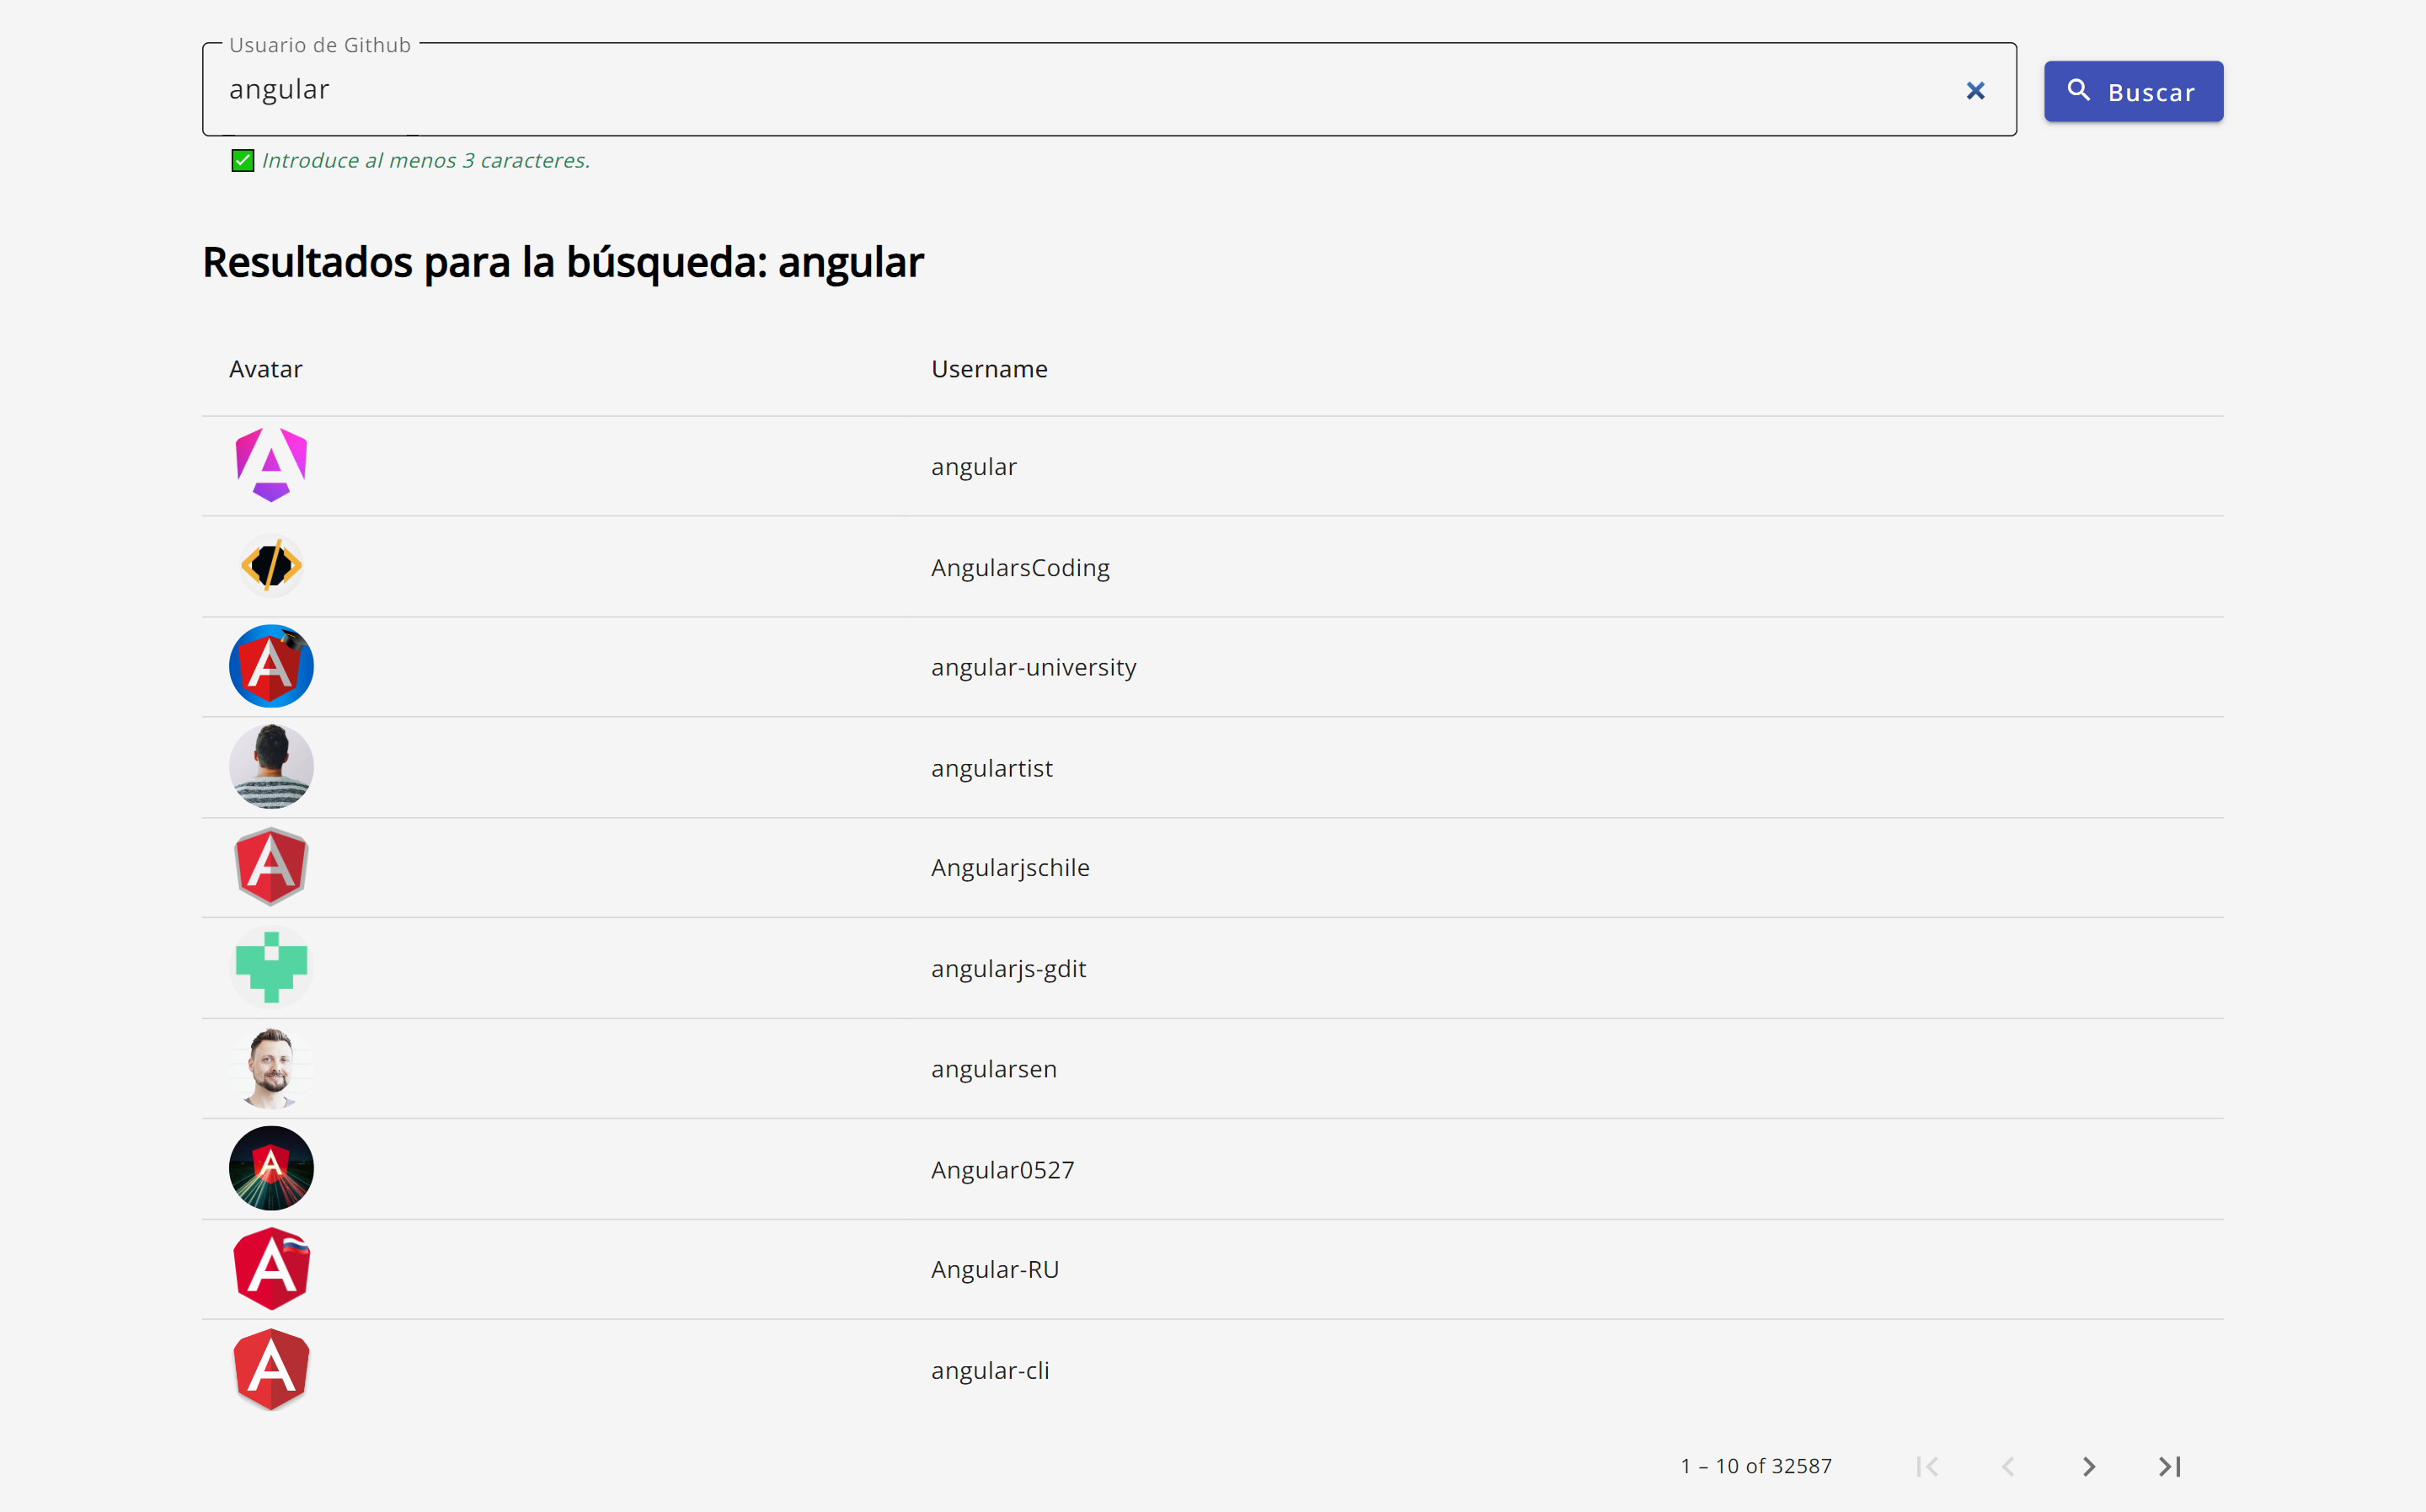 Usuario de Github
angular
Buscar
Introduce al menos 3 caracteres.
Resultados para la búsqueda: angular
Avatar Username
angular
AngularsCoding
angular-university
angulartist
Angularjschile
angularjs-gdit
angularsen
Angular0527
Angular-RU
angular-cli
1 – 10 of 32587